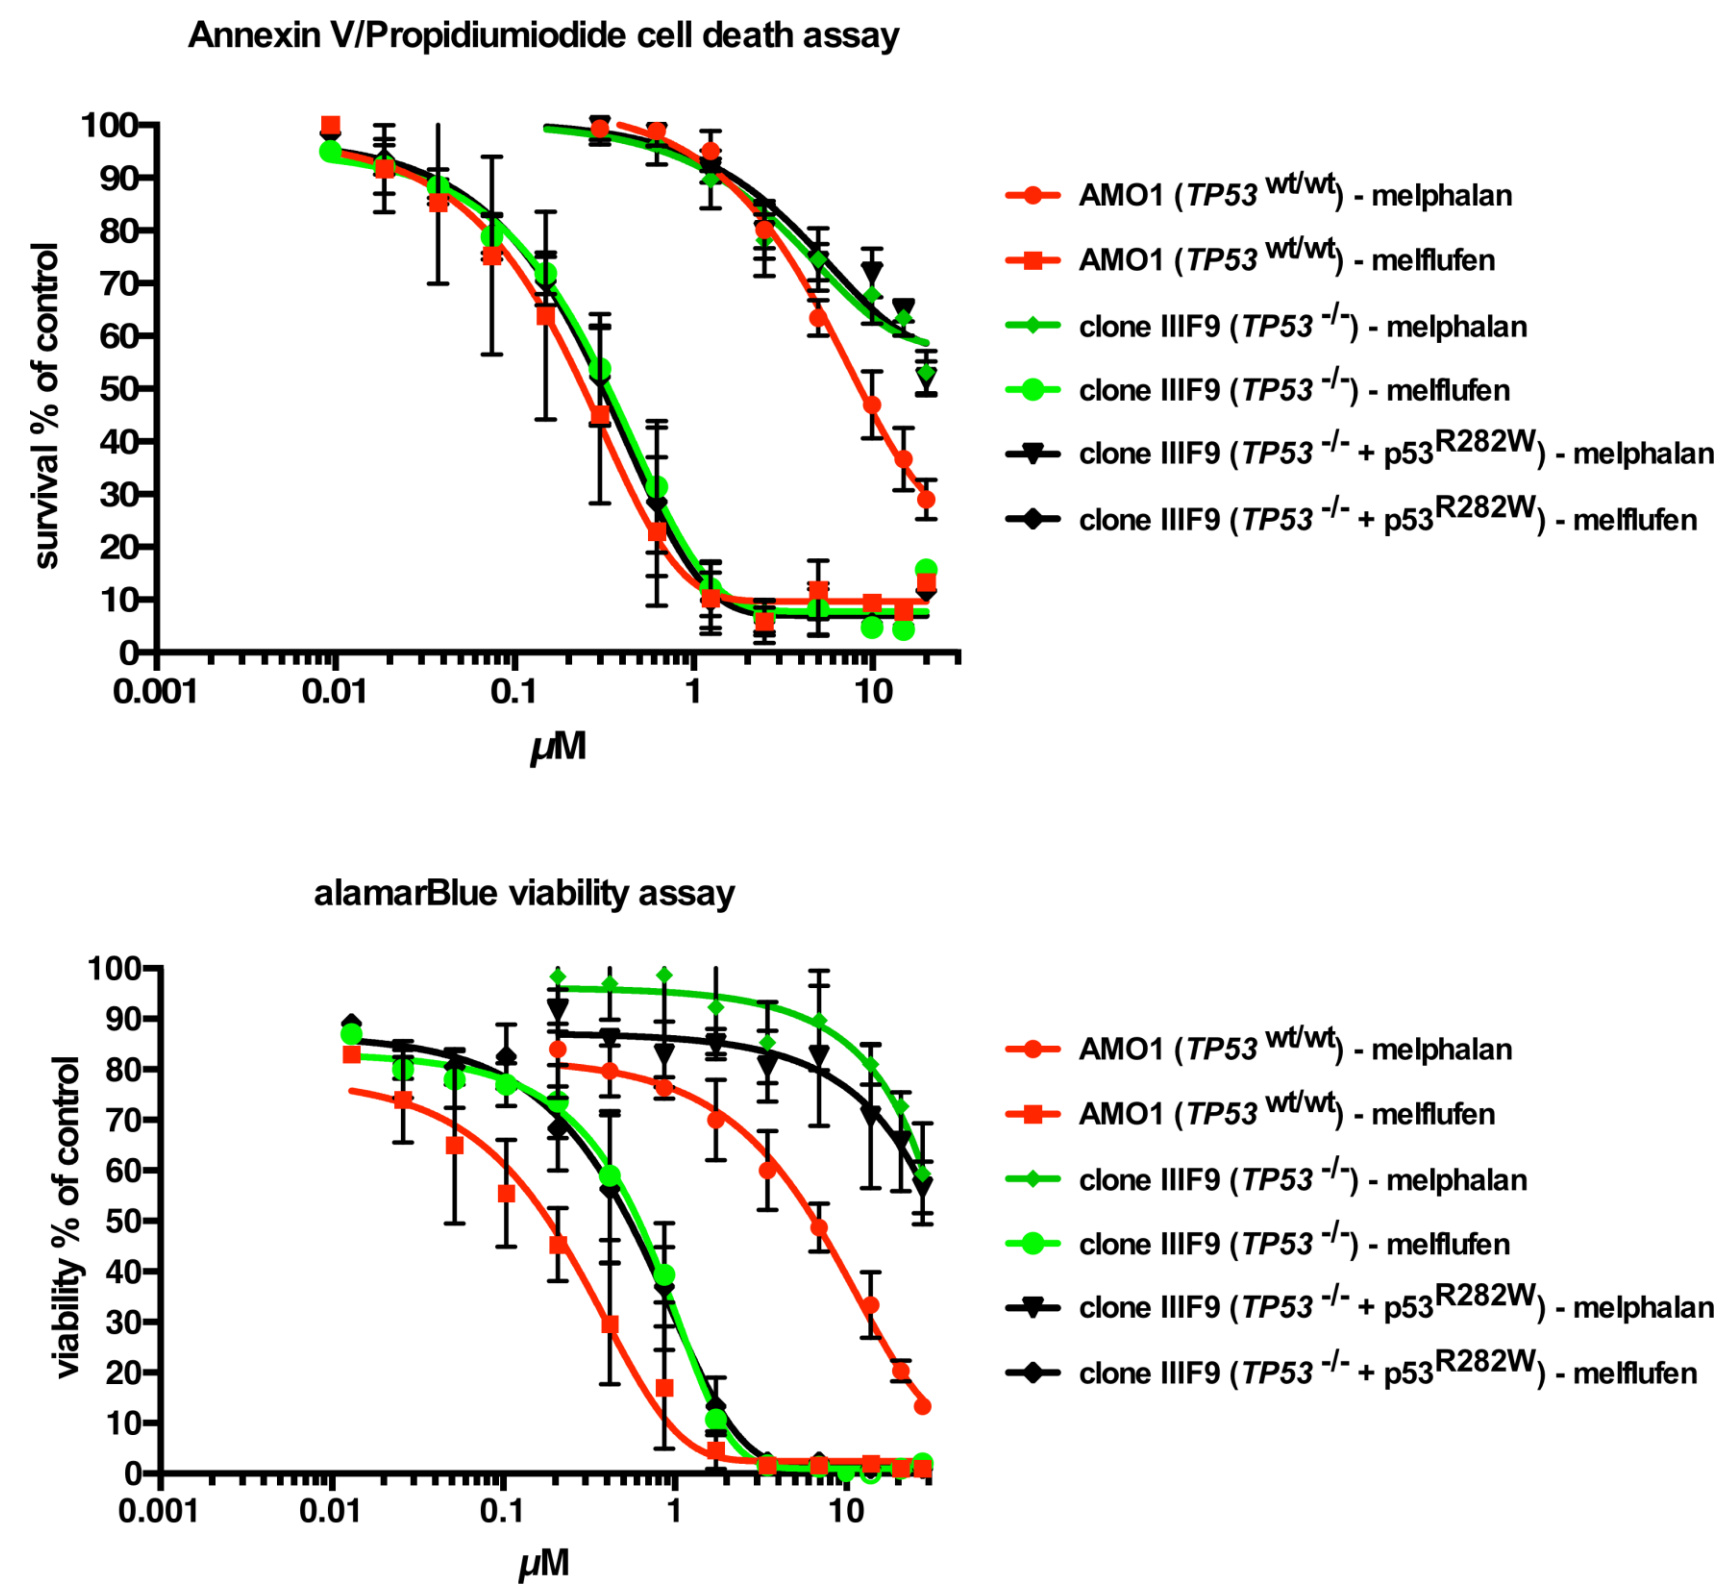 Annexin V/Propidiumiodide cell death assay
survival % of control
100
90
80
70
60
50
40
30
20
10
0
0.001 0.01 0.1 1 10
µM
AMO1 (TP53 wt/wt) - melphalan
AMO1 (TP53 wt/wt) - melflufen
clone IIIF9 (TP53 -/-) - melphalan
clone IIIF9 (TP53 -/-) - melflufen
clone IIIF9 (TP53 -/- + p53R282W) - melphalan
clone IIIF9 (TP53 -/- + p53R282W) - melflufen
alamarBlue viability assay
viability % of control
100
90
80
70
60
50
40
30
20
10
0
0.001 0.01 0.1 1 10
µM
AMO1 (TP53 wt/wt) - melphalan
AMO1 (TP53 wt/wt) - melflufen
clone IIIF9 (TP53 -/-) - melphalan
clone IIIF9 (TP53 -/-) - melflufen
clone IIIF9 (TP53 -/- + p53R282W) - melphalan
clone IIIF9 (TP53 -/- + p53R282W) - melflufen